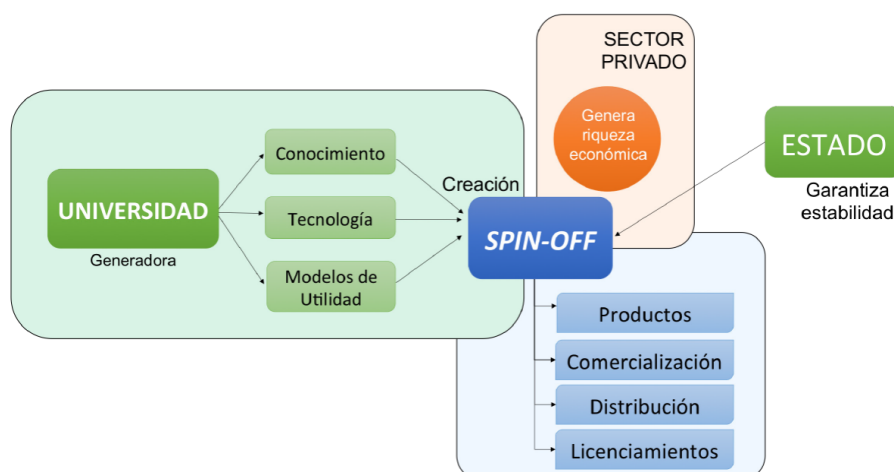 SECTOR
PRIVADO
Genera
riqueza
económica
ESTADO
Garantiza
estabilidad
Conocimiento
Creación
UNIVERSIDAD
Generadora
Tecnología
SPIN-OFF
Modelos de
Utilidad
Productos
Comercialización
Distribución
Licenciamientos